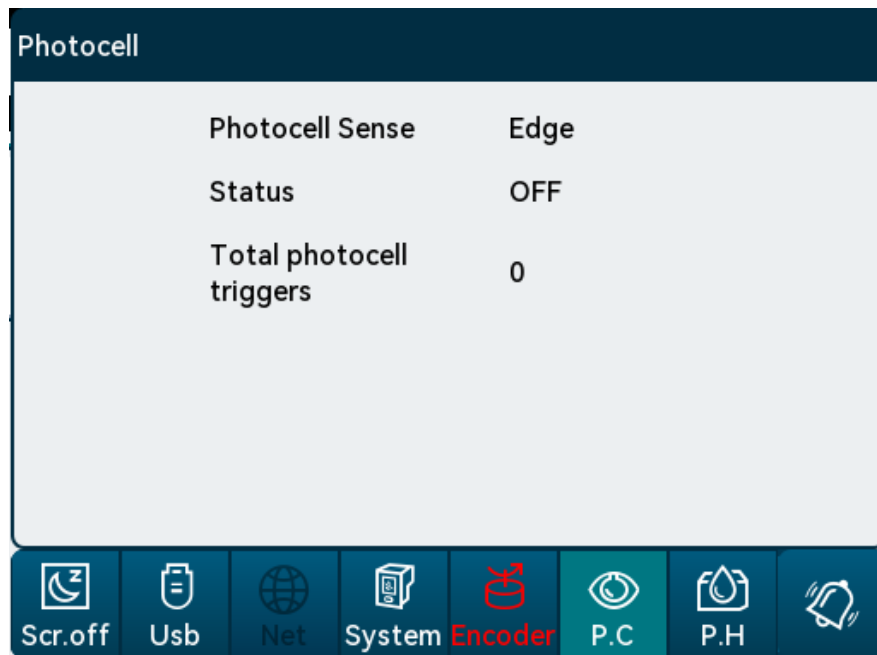 Photocell
Photocell Sense Edge
Status OFF
Total photocell
triggers 0
Scr.off Usb Net System Encoder P.C P.H